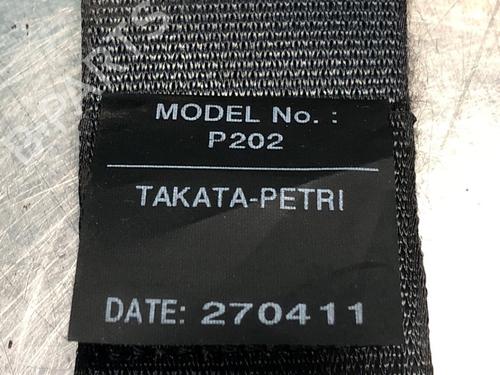 MODEL No. :
P202
TAKATA-PETRI
DATE: 270411